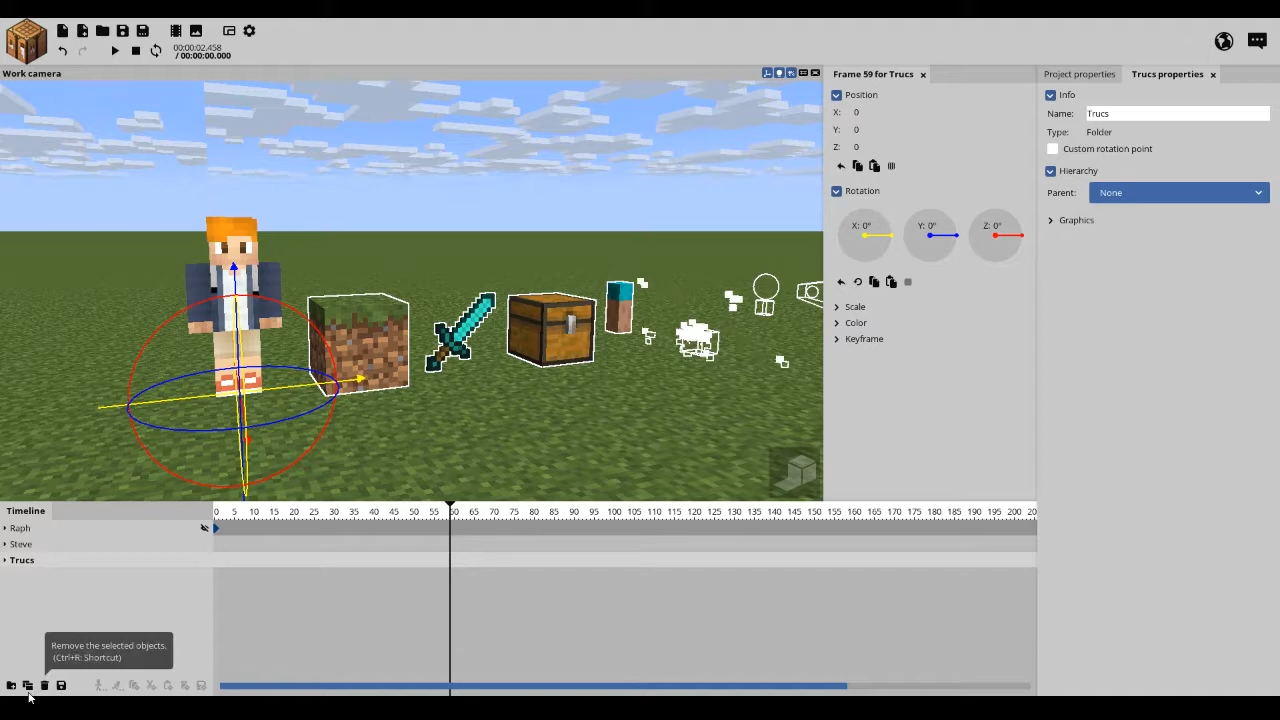 00:00:02.458
/ 00:00:00.000
Work camera
Frame 59 for Trucs ×
Position
X: 0
Y: 0
Z: 0
Rotation
X: 0° Y: 0° Z: 0°
Scale
Color
Keyframe
Project properties Trucs properties ×
Info
Name: Trucs
Type: Folder
Custom rotation point
Hierarchy
Parent: None
Graphics
Timeline
0 5 10 15 20 25 30 35 40 45 50 55 60 65 70 75 80 85 90 95 100 105 110 115 120 125 130 135 140 145 150 155 160 165 170 175 180 185 190 195 200 205
Raph
Steve
Trucs
Remove the selected objects.
(Ctrl+R: Shortcut)